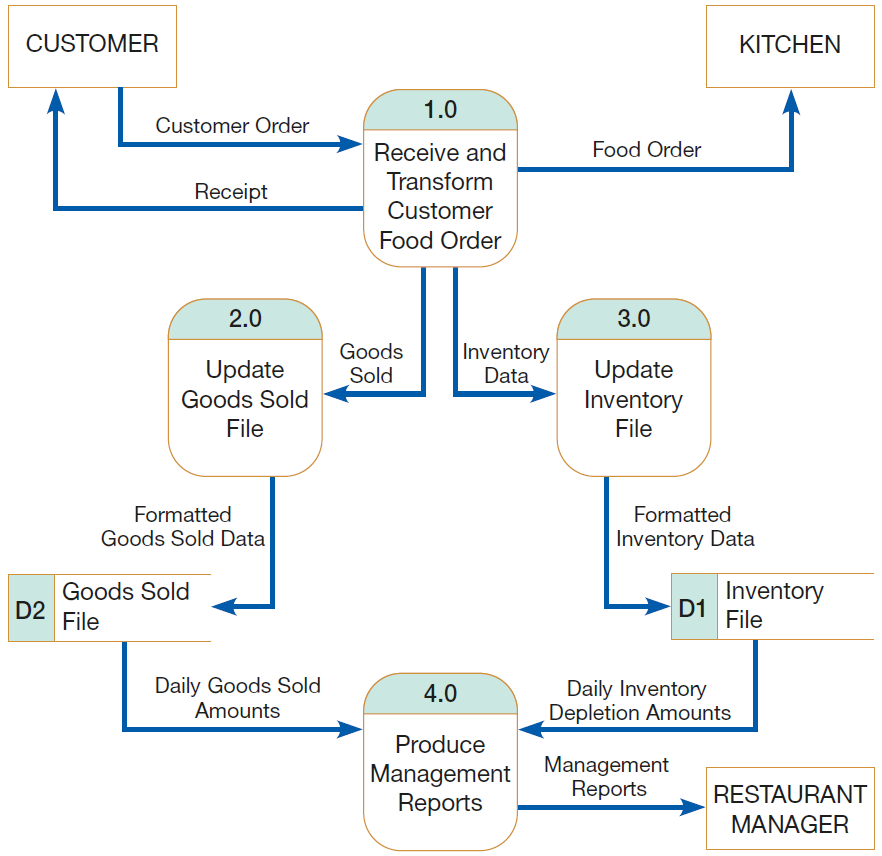 CUSTOMER
KITCHEN
1.0
Customer Order
Receive and
Transform
Customer
Food Order
Food Order
Receipt
2.0
Update
Goods Sold
File
Goods
Sold
Inventory
Data
3.0
Update
Inventory
File
Formatted
Goods Sold Data
Formatted
Inventory Data
D2
Goods Sold
File
D1
Inventory
File
Daily Goods Sold
Amounts
4.0
Produce
Management
Reports
Daily Inventory
Depletion Amounts
Management
Reports
RESTAURANT
MANAGER